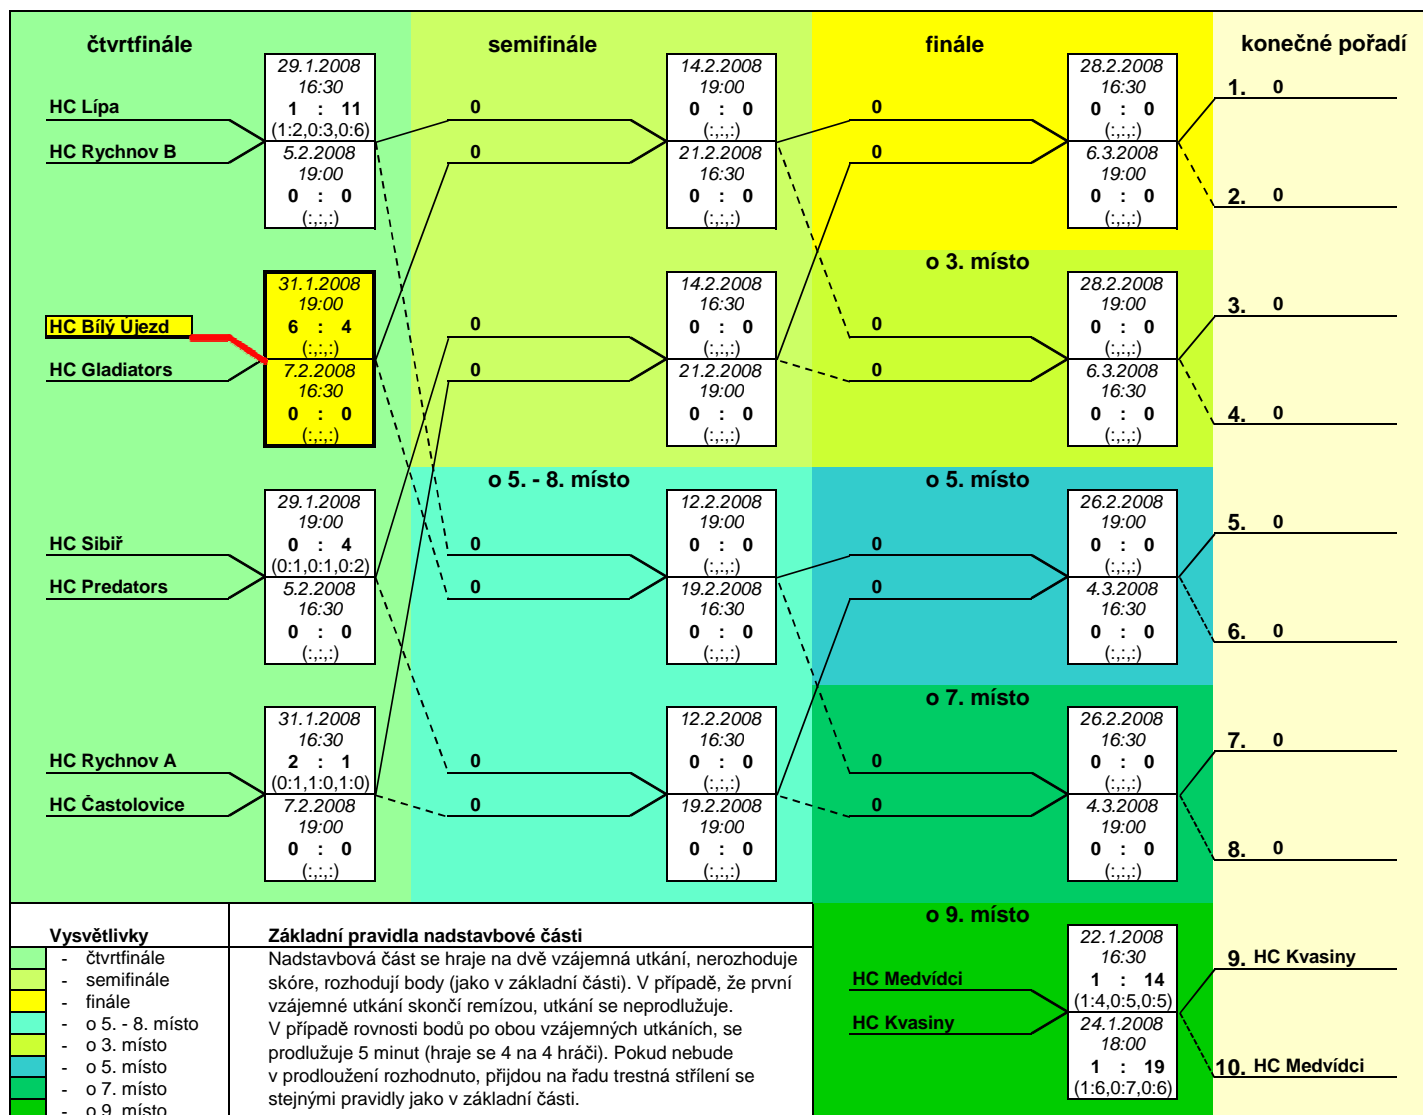 čtvrtfinále
29.1.2008
16:30
HC Lípa
1 : 11
(1:2,0:3,0:6)
HC Rychnov B
5.2.2008
19:00
0 : 0
(:,:,:)
31.1.2008
19:00
HC Bílý Újezd
6 : 4
(:,:,:)
HC Gladiators
7.2.2008
16:30
0 : 0
(:,:,:)
29.1.2008
19:00
HC Sibiř
0 : 4
(0:1,0:1,0:2)
HC Predators
5.2.2008
16:30
0 : 0
(:,:,:)
31.1.2008
16:30
HC Rychnov A
2 : 1
(0:1,1:0,1:0)
HC Častolovice
7.2.2008
19:00
0 : 0
(:,:,:)
semifinále
14.2.2008
19:00
0
0 : 0
(:,:,:)
0
21.2.2008
16:30
0 : 0
(:,:,:)
14.2.2008
16:30
0
0 : 0
(:,:,:)
0
21.2.2008
19:00
0 : 0
(:,:,:)
o 5. - 8. místo
12.2.2008
19:00
0
0 : 0
(:,:,:)
0
19.2.2008
16:30
0 : 0
(:,:,:)
12.2.2008
16:30
0
0 : 0
(:,:,:)
0
19.2.2008
19:00
0 : 0
(:,:,:)
finále
28.2.2008
16:30
0
0 : 0
(:,:,:)
0
6.3.2008
19:00
0 : 0
(:,:,:)
o 3. místo
28.2.2008
19:00
0
0 : 0
(:,:,:)
0
6.3.2008
16:30
0 : 0
(:,:,:)
o 5. místo
26.2.2008
19:00
0
0 : 0
(:,:,:)
0
4.3.2008
16:30
0 : 0
(:,:,:)
o 7. místo
26.2.2008
16:30
0
0 : 0
(:,:,:)
0
4.3.2008
19:00
0 : 0
(:,:,:)
o 9. místo
22.1.2008
16:30
HC Medvídci
1 : 14
(1:4,0:5,0:5)
HC Kvasiny
24.1.2008
18:00
1 : 19
(1:6,0:7,0:6)
konečné pořadí
1. 0
2. 0
3. 0
4. 0
5. 0
6. 0
7. 0
8. 0
9. HC Kvasiny
10. HC Medvídci
Vysvětlivky
- čtvrtfinále
- semifinále
- finále
- o 5. - 8. místo
- o 3. místo
- o 5. místo
- o 7. místo
- o 9. místo
Základní pravidla nadstavbové části
Nadstavbová část se hraje na dvě vzájemná utkání, nerozhoduje
skóre, rozhodují body (jako v základní části). V případě, že první
vzájemné utkání skončí remízou, utkání se neprodlužuje.
V případě rovnosti bodů po obou vzájemných utkáních, se
prodlužuje 5 minut (hraje se 4 na 4 hráči). Pokud nebude
v prodloužení rozhodnuto, přijdou na řadu trestná střílení se
stejnými pravidly jako v základní části.